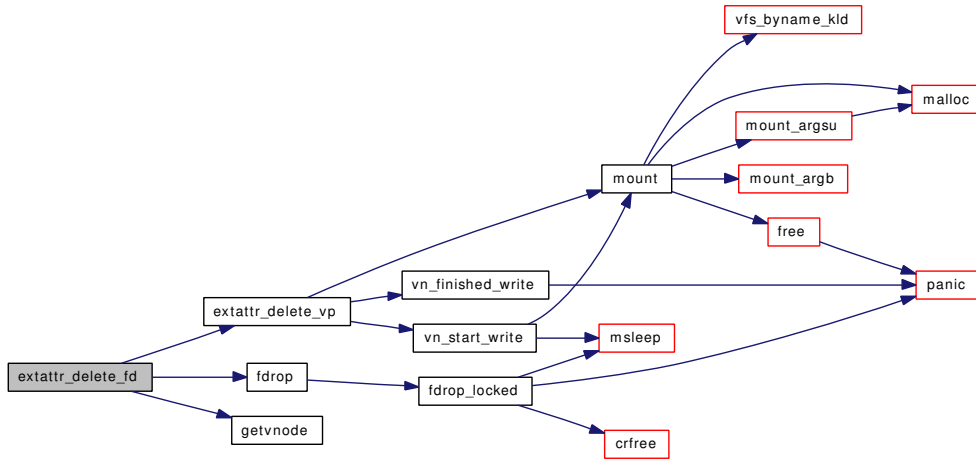 vfs_byname_kld
malloc
mount_argsu
mount
mount_argb
free
vn_finished_write
panic
extattr_delete_vp
vn_start_write
msleep
extattr_delete_fd
fdrop
fdrop_locked
getvnode
crfree